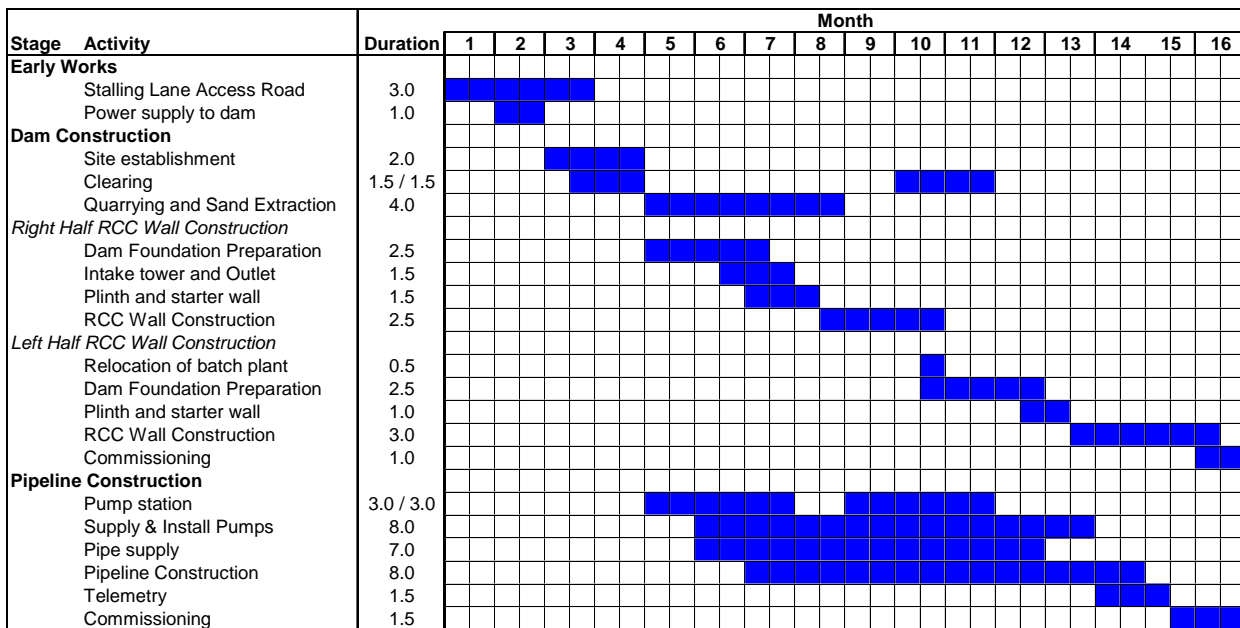 Month
Stage Activity Duration 1 2 3 4 5 6 7 8 9 10 11 12 13 14 15 16
Early Works
Stalling Lane Access Road 3.0
Power supply to dam 1.0
Dam Construction
Site establishment 2.0
Clearing 1.5 / 1.5
Quarrying and Sand Extraction 4.0
Right Half RCC Wall Construction
Dam Foundation Preparation 2.5
Intake tower and Outlet 1.5
Plinth and starter wall 1.5
RCC Wall Construction 2.5
Left Half RCC Wall Construction
Relocation of batch plant 0.5
Dam Foundation Preparation 2.5
Plinth and starter wall 1.0
RCC Wall Construction 3.0
Commissioning 1.0
Pipeline Construction
Pump station 3.0 / 3.0
Supply & Install Pumps 8.0
Pipe supply 7.0
Pipeline Construction 8.0
Telemetry 1.5
Commissioning 1.5